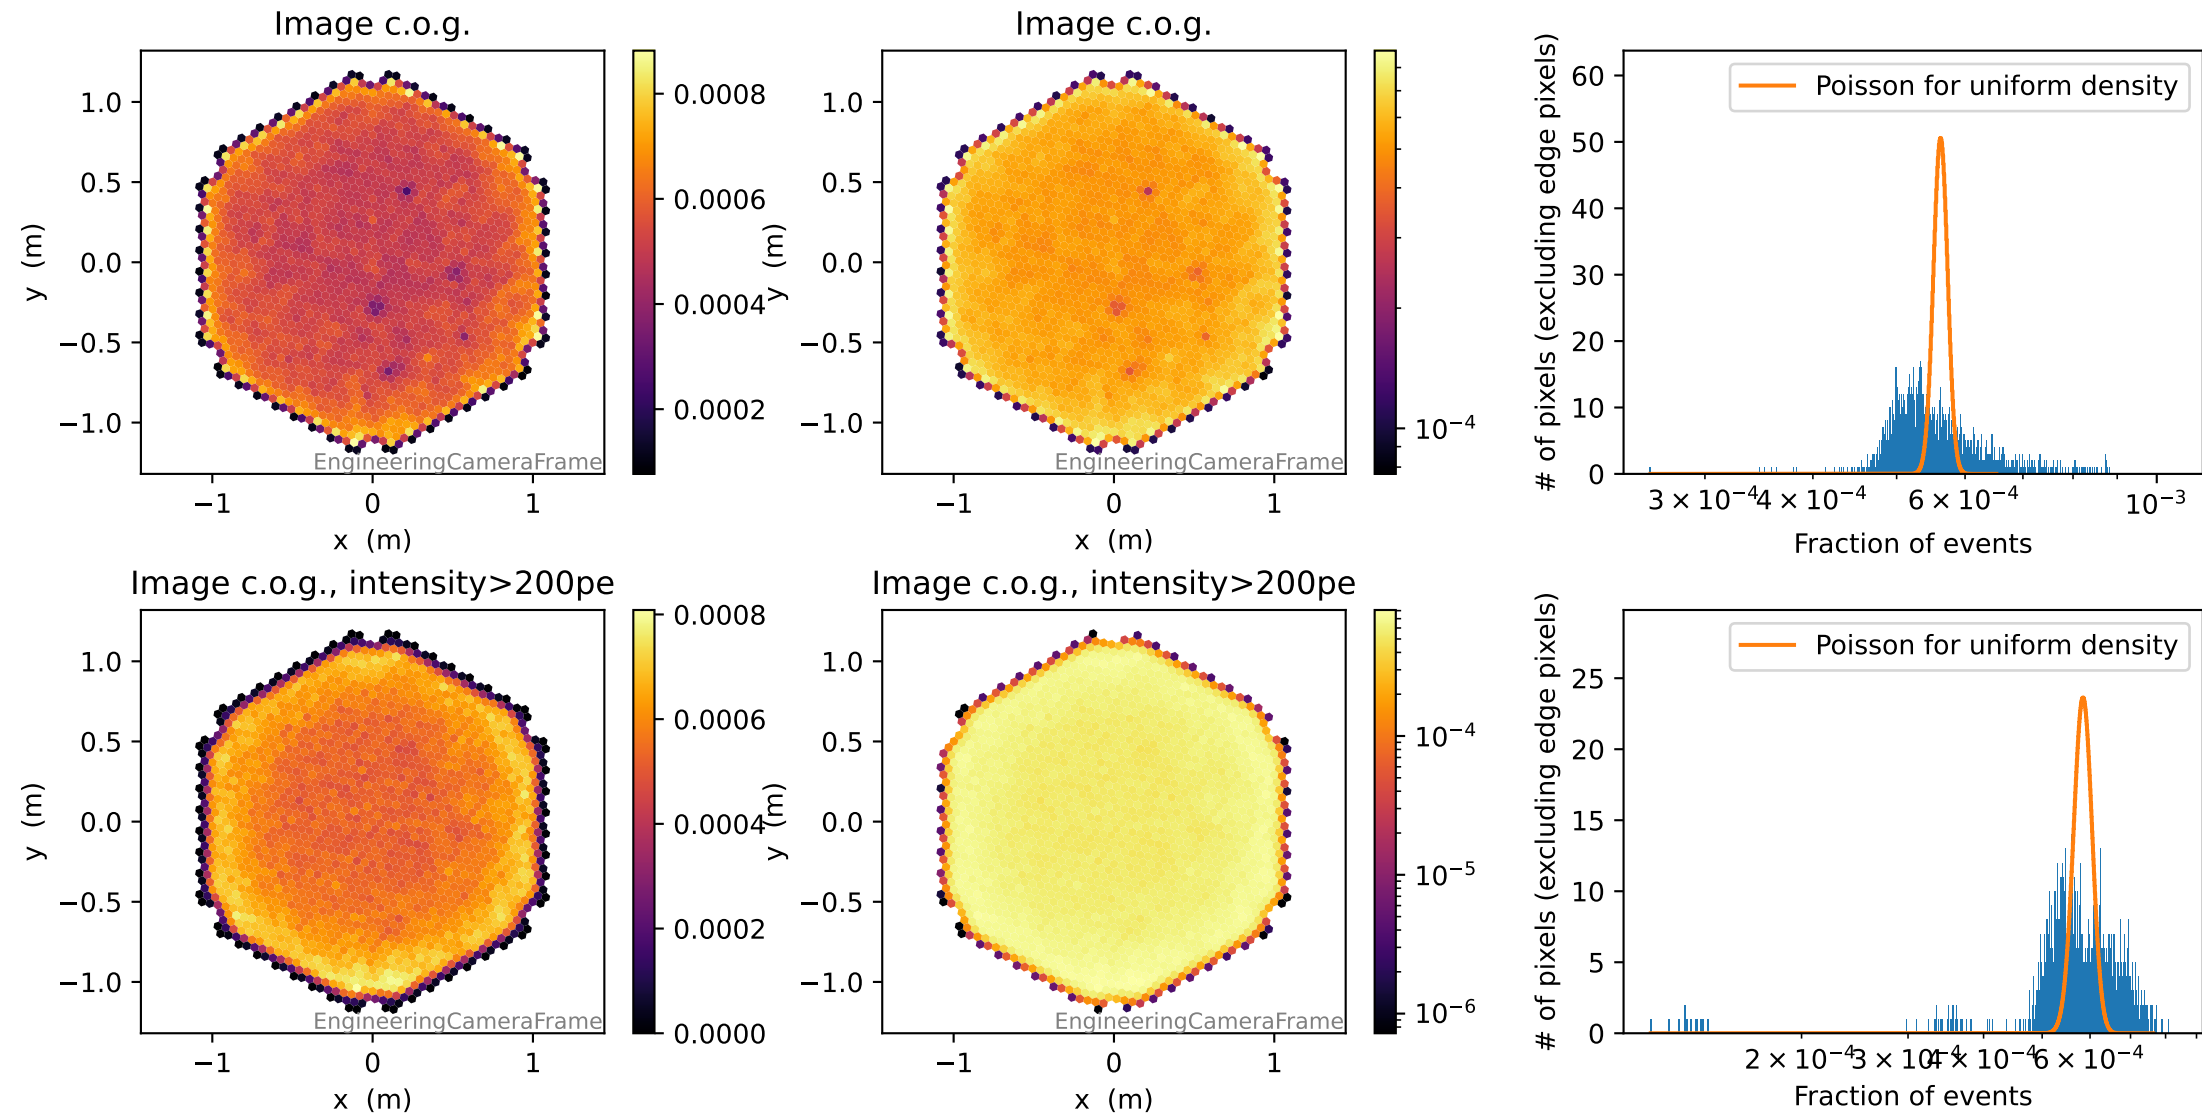 Image c.o.g.
1.0
0.5
0.0
−0.5
−1.0
y (m)
−1
0
1
x (m)
EngineeringCameraFrame
0.0008
0.0006
0.0004
0.0002
Image c.o.g.
1.0
0.5
0.0
−0.5
−1.0
y (m)
−1
0
1
x (m)
EngineeringCameraFrame
10⁻⁴
Poisson for uniform density
60
50
40
30
20
10
0
# of pixels (excluding edge pixels)
3 × 10⁻⁴
4 × 10⁻⁴
6 × 10⁻⁴
10⁻³
Fraction of events
Image c.o.g., intensity>200pe
1.0
0.5
0.0
−0.5
−1.0
y (m)
−1
0
1
x (m)
EngineeringCameraFrame
0.0008
0.0006
0.0004
0.0002
0.0000
Image c.o.g., intensity>200pe
1.0
0.5
0.0
−0.5
−1.0
y (m)
−1
0
1
x (m)
EngineeringCameraFrame
10⁻⁴
10⁻⁵
10⁻⁶
Poisson for uniform density
25
20
15
10
5
0
# of pixels (excluding edge pixels)
2 × 10⁻⁴
3 × 10⁻⁴
4 × 10⁻⁴
6 × 10⁻⁴
Fraction of events